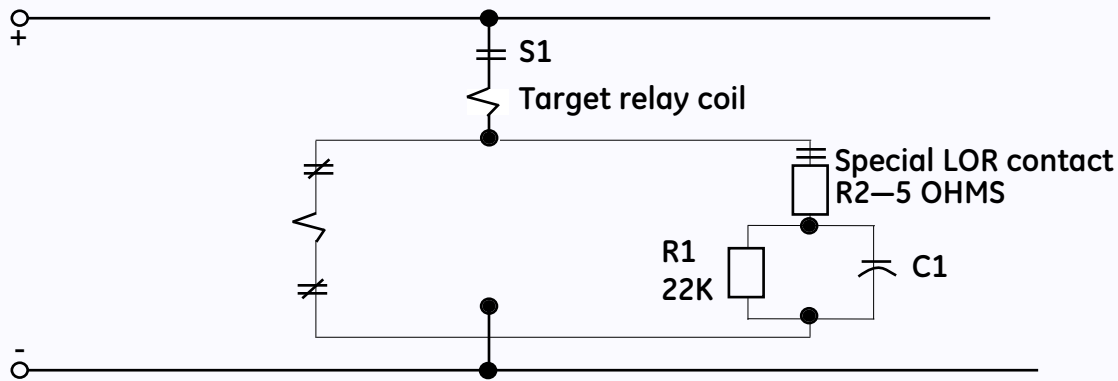 +
S1
Target relay coil
Special LOR contact
R2—5 OHMS
R1
22K
C1
-